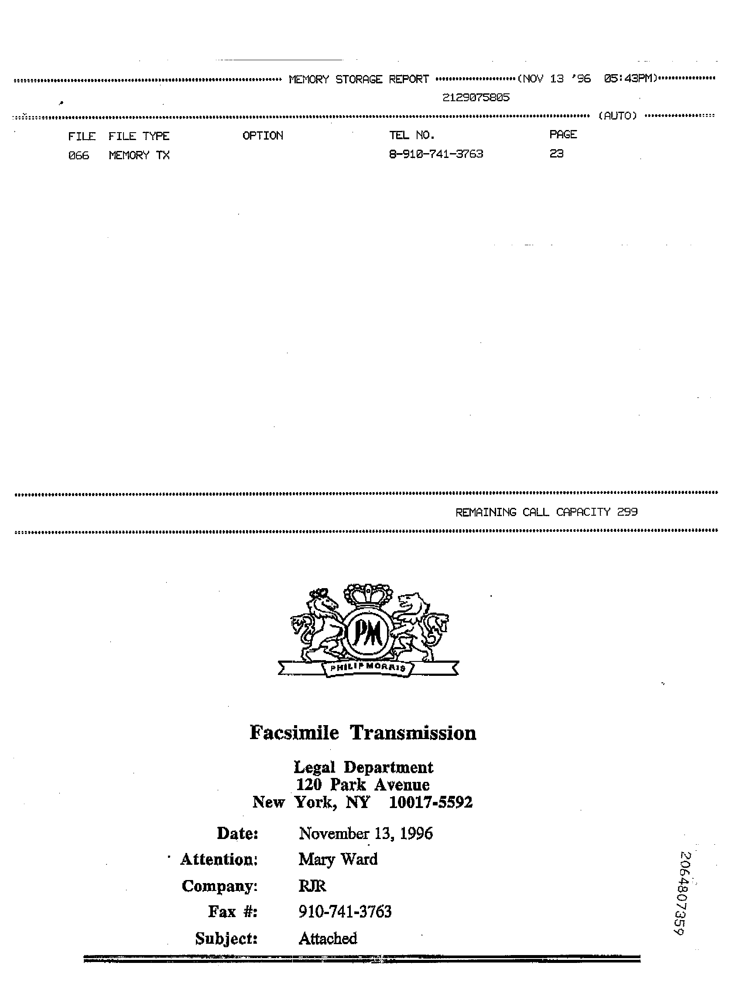 MEMORY STORAGE REPORT (NOV 13 '96 05:43PM)
2129075805
(AUTO)
FILE FILE TYPE OPTION TEL NO. PAGE
066 MEMORY TX 8-910-741-3763 23
REMAINING CALL CAPACITY 299
PM
PHILIP MORRIS
Facsimile Transmission
Legal Department
120 Park Avenue
New York, NY 10017-5592
Date: November 13, 1996
Attention: Mary Ward
Company: RJR
Fax #: 910-741-3763
Subject: Attached
2064807359